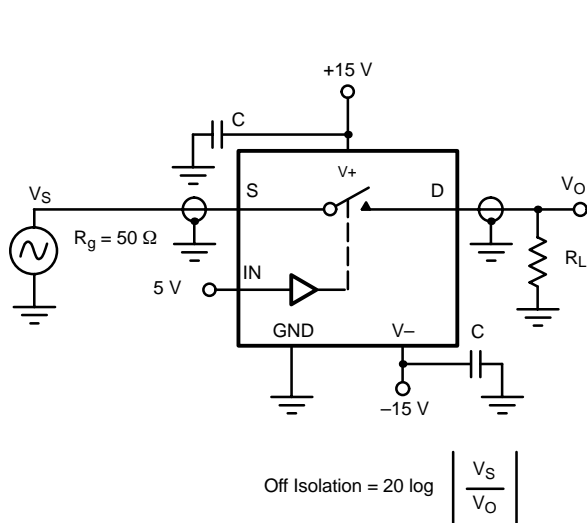 +15 V
C
V+
VS
S
D
VO
Rg = 50 Ω
RL
5 V
IN
GND
V–
C
–15 V
Off Isolation = 20 log | VS / VO |